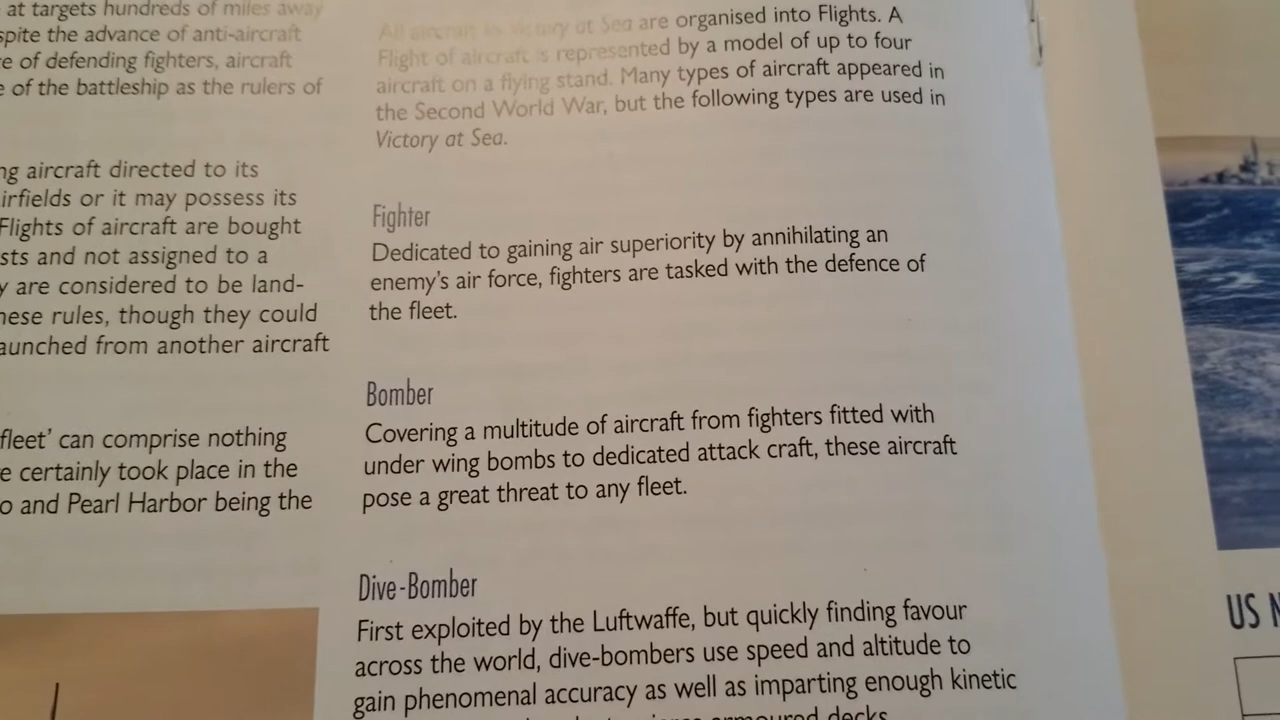 at targets hundreds of miles away
spite the advance of anti-aircraft
e of defending fighters, aircraft
e of the battleship as the rulers of
ng aircraft directed to its
irfields or it may possess its
Flights of aircraft are bought
sts and not assigned to a
y are considered to be land-
hese rules, though they could
aunched from another aircraft
fleet’ can comprise nothing
e certainly took place in the
o and Pearl Harbor being the
All aircraft in Victory at Sea are organised into Flights. A
Flight of aircraft is represented by a model of up to four
aircraft on a flying stand. Many types of aircraft appeared in
the Second World War, but the following types are used in
Victory at Sea.
Fighter
Dedicated to gaining air superiority by annihilating an
enemy’s air force, fighters are tasked with the defence of
the fleet.
Bomber
Covering a multitude of aircraft from fighters fitted with
under wing bombs to dedicated attack craft, these aircraft
pose a great threat to any fleet.
Dive-Bomber
First exploited by the Luftwaffe, but quickly finding favour
across the world, dive-bombers use speed and altitude to
gain phenomenal accuracy as well as imparting enough kinetic
armoured decks
US N